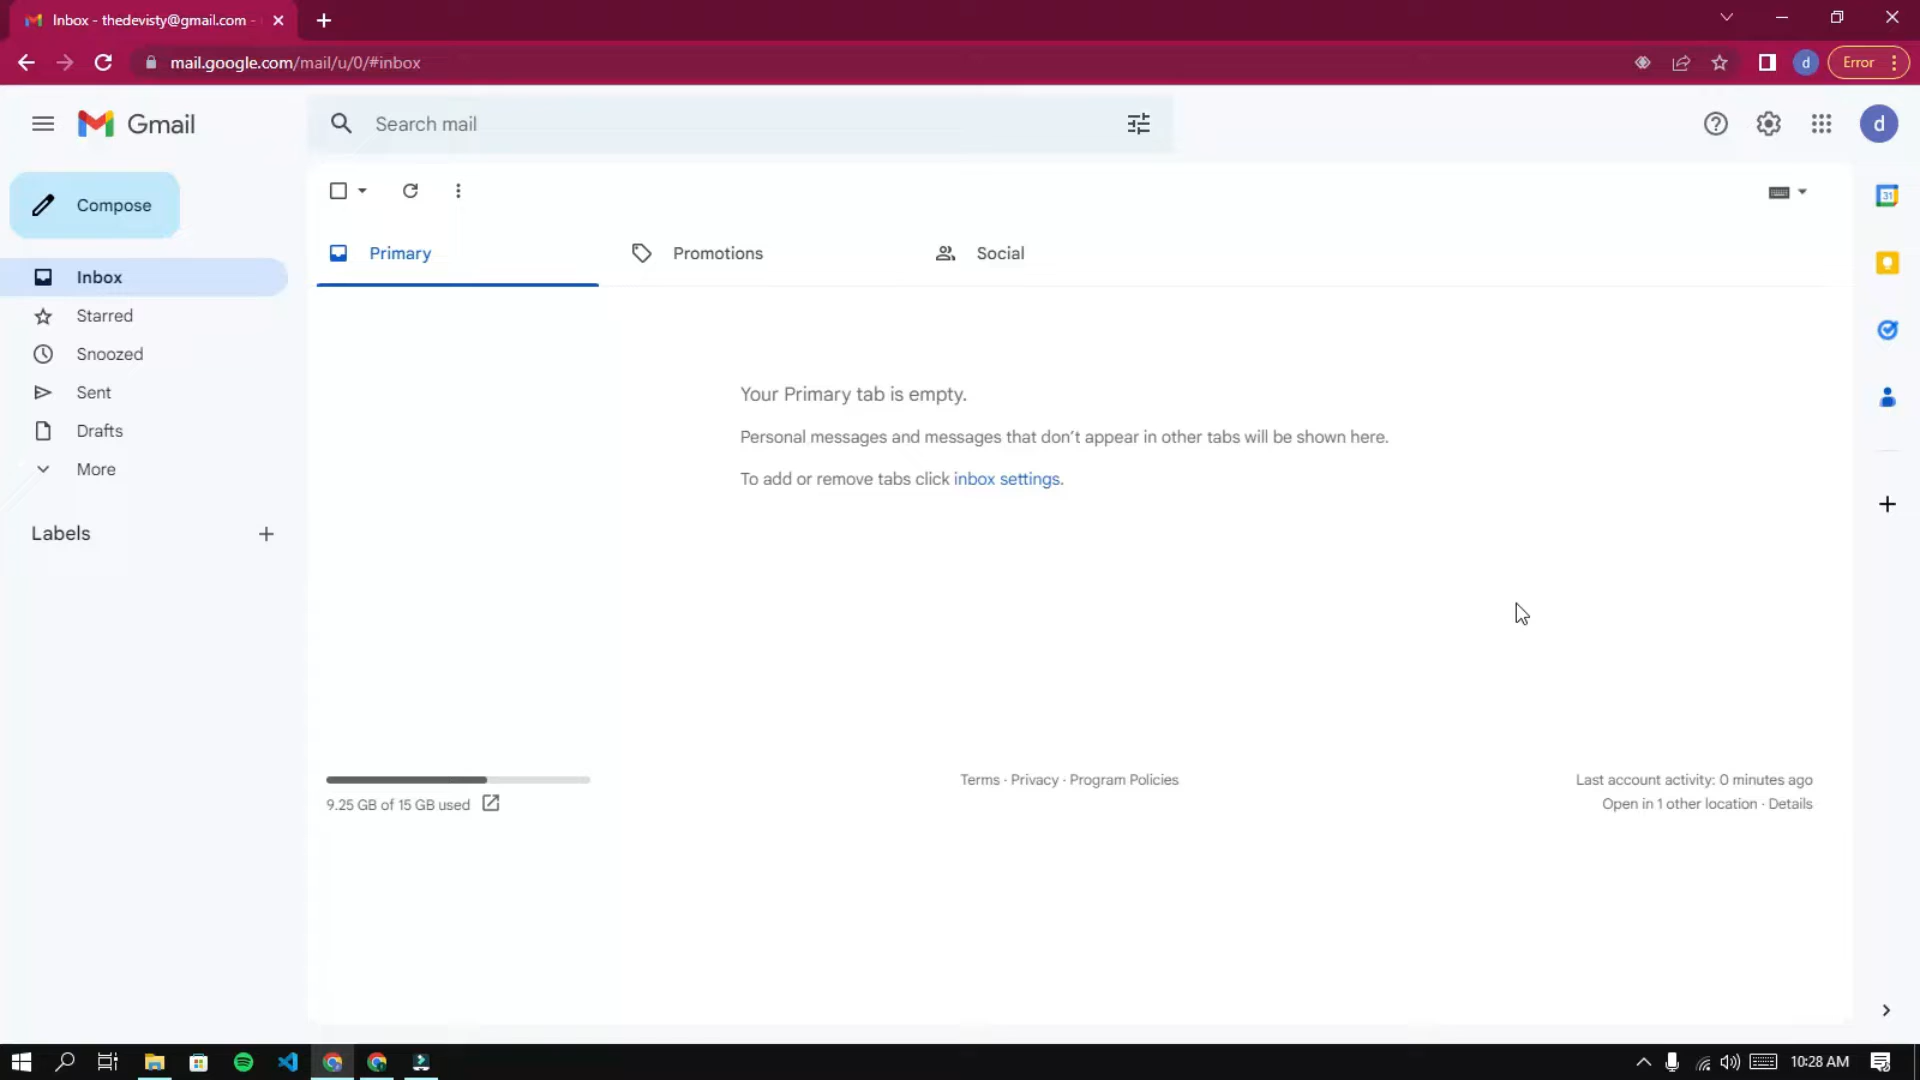 Inbox - thedevisty@gmail.com -
mail.google.com/mail/u/0/#inbox
d
Error
Gmail
Search mail
d
Compose
31
Primary
Promotions
Social
Inbox
Starred
Snoozed
Sent
Drafts
More
Your Primary tab is empty.
Personal messages and messages that don’t appear in other tabs will be shown here.
To add or remove tabs click inbox settings.
Labels
Terms · Privacy · Program Policies
Last account activity: 0 minutes ago
9.25 GB of 15 GB used
Open in 1 other location · Details
10:28 AM